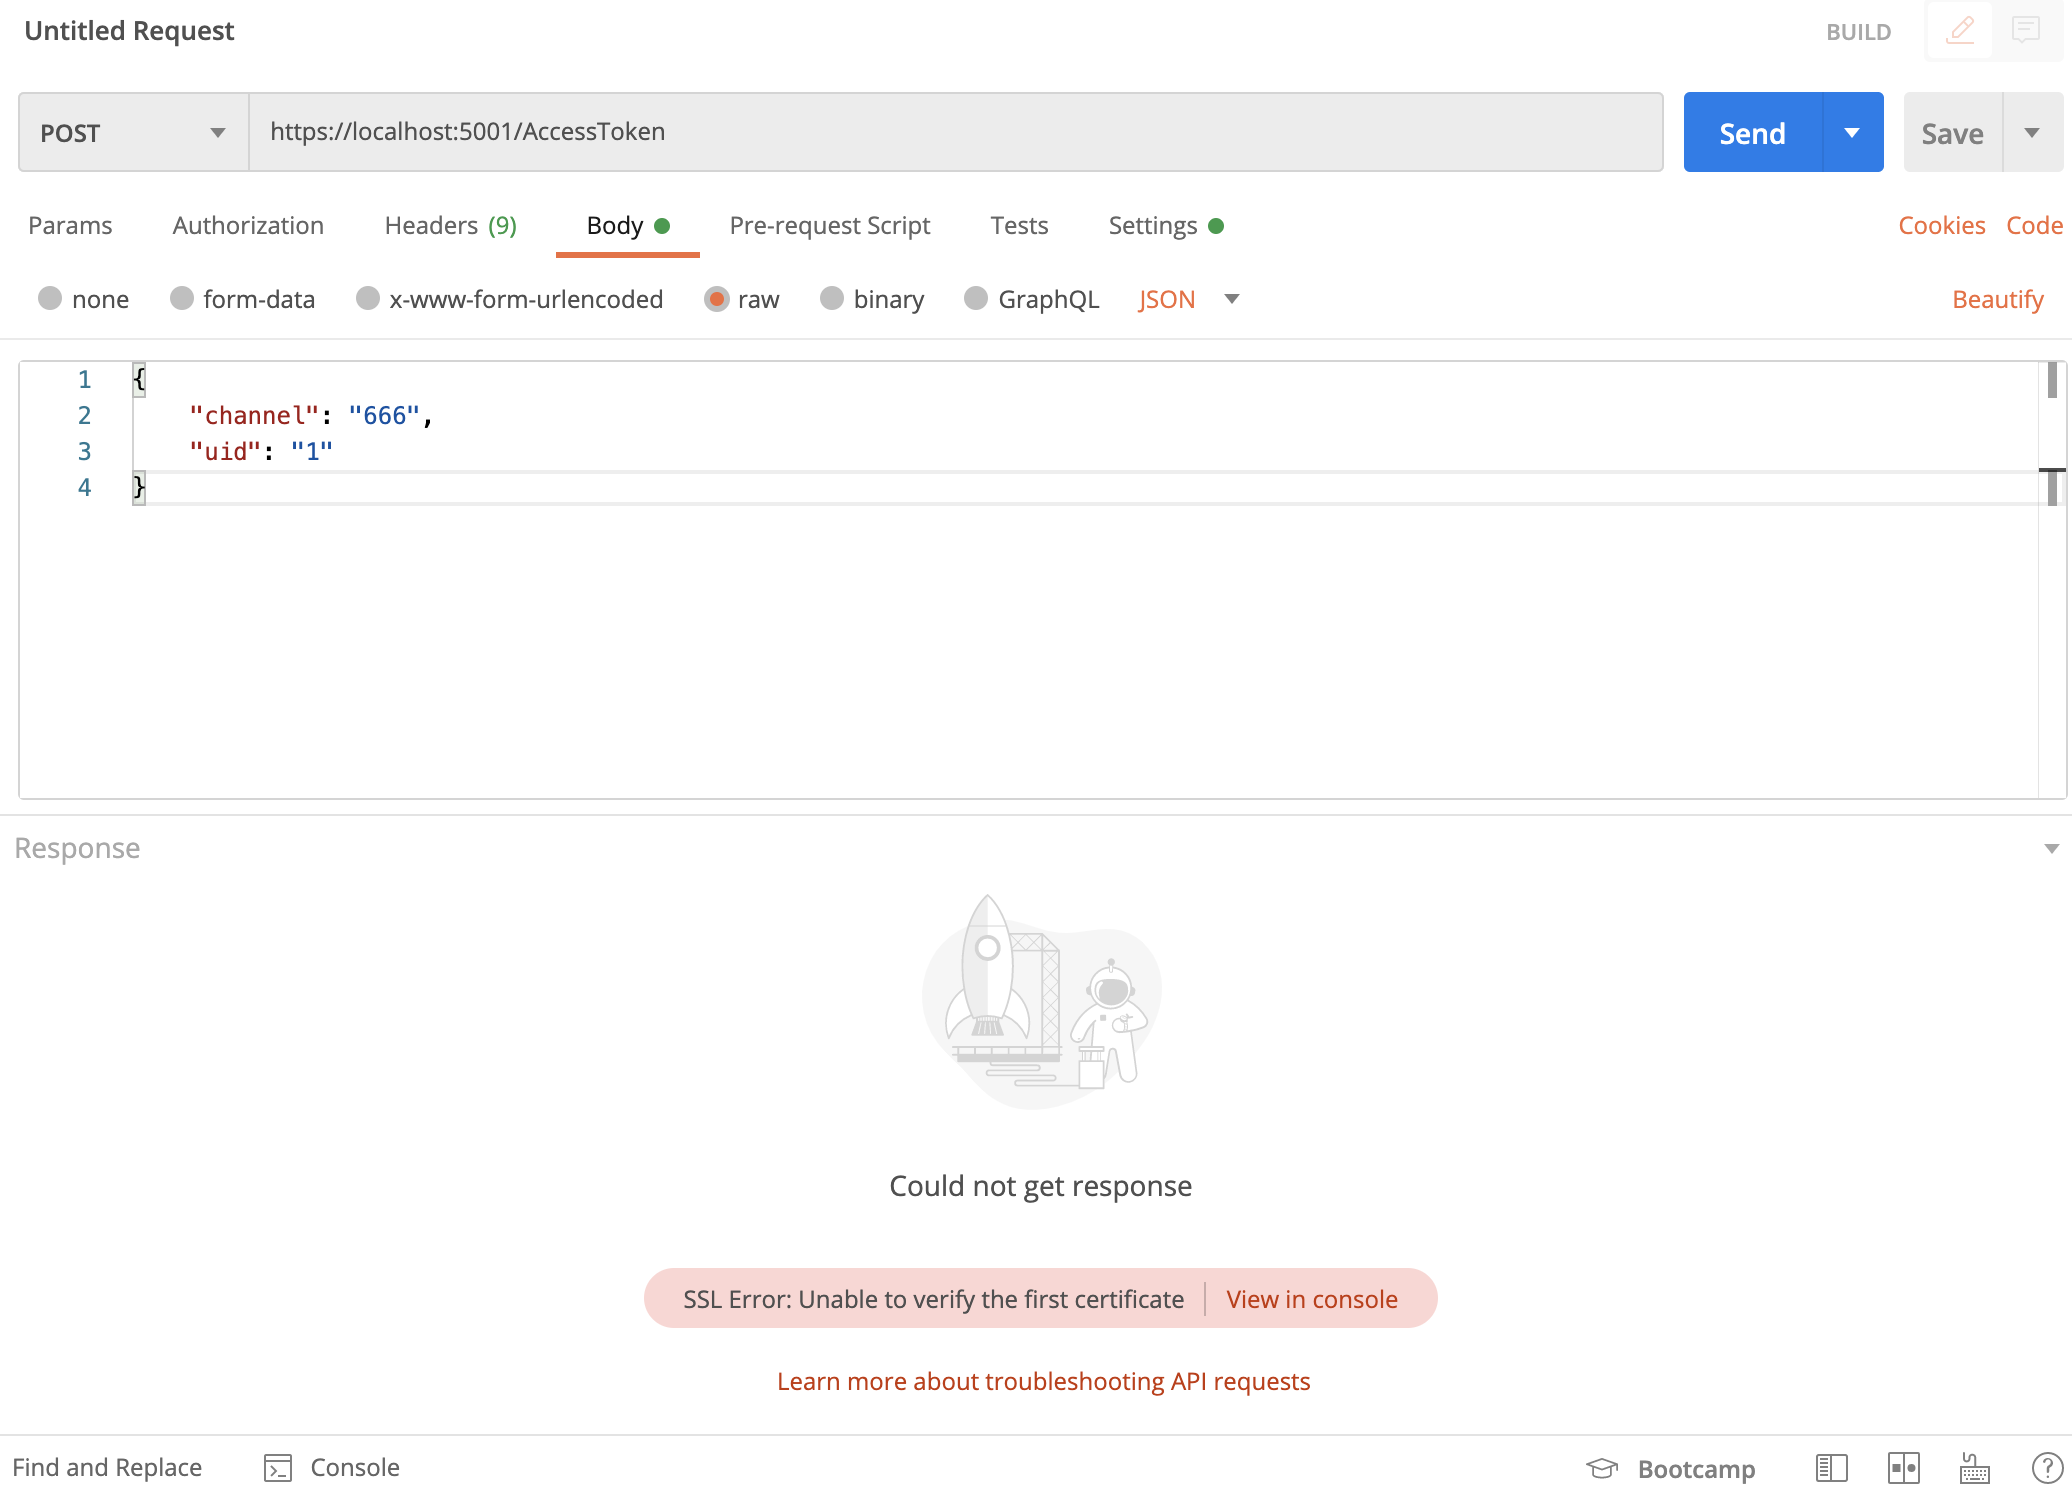 Untitled Request BUILD
POST https://localhost:5001/AccessToken Send Save
Params Authorization Headers (9) Body Pre-request Script Tests Settings Cookies Code
none form-data x-www-form-urlencoded raw binary GraphQL JSON Beautify
1 {
2 "channel": "666",
3 "uid": "1"
4 }
Response
Could not get response
SSL Error: Unable to verify the first certificate View in console
Learn more about troubleshooting API requests
Find and Replace Console Bootcamp ?